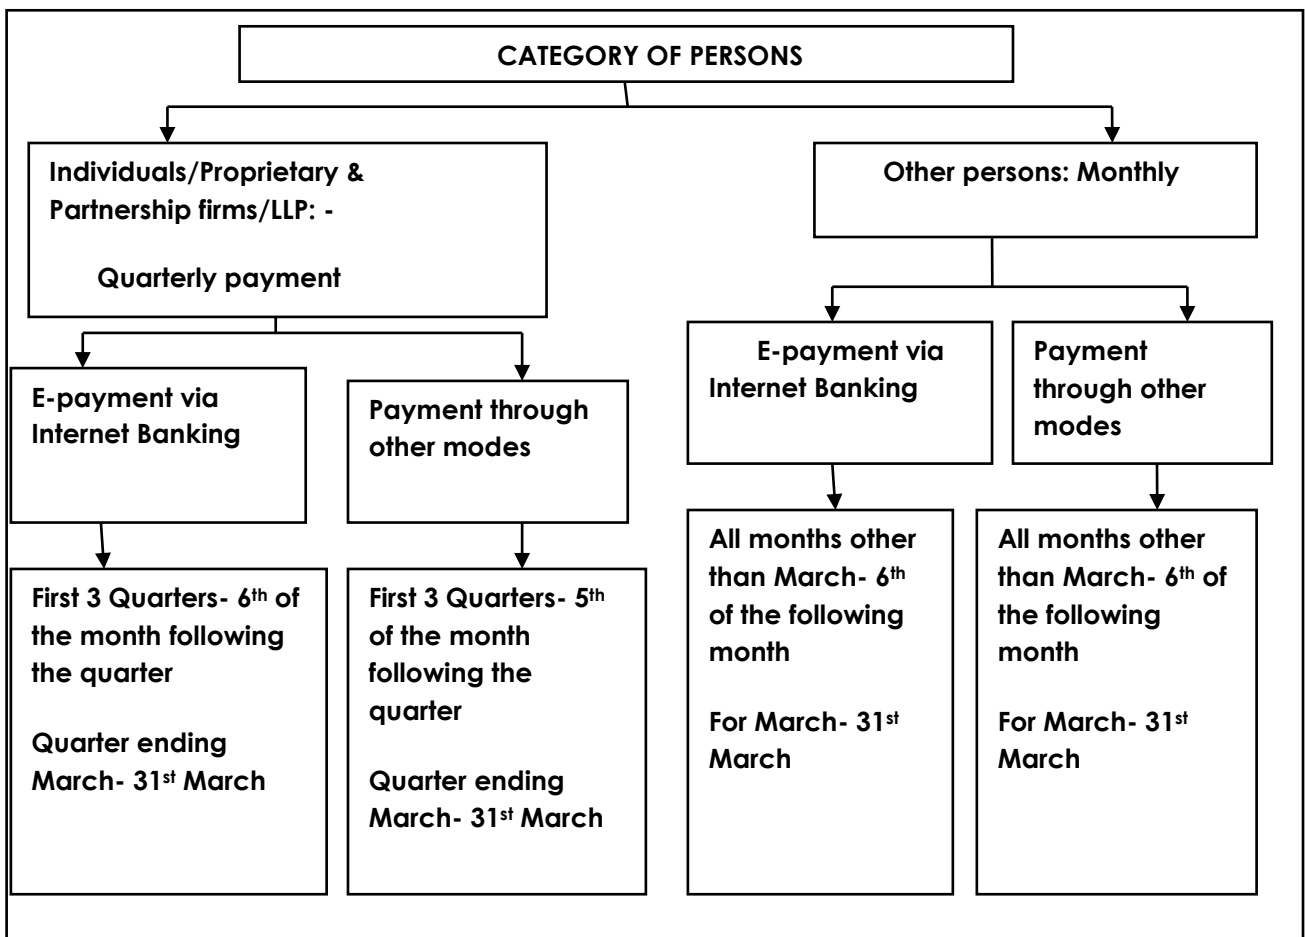 CATEGORY OF PERSONS
Individuals/Proprietary &
Partnership firms/LLP: -
Quarterly payment
Other persons: Monthly
E-payment via
Internet Banking
Payment through
other modes
E-payment via
Internet Banking
Payment
through other
modes
First 3 Quarters- 6th of
the month following
the quarter
Quarter ending
March- 31st March
First 3 Quarters- 5th
of the month
following the
quarter
Quarter ending
March- 31st March
All months other
than March- 6th
of the following
month
For March- 31st
March
All months other
than March- 6th of
the following
month
For March- 31st
March